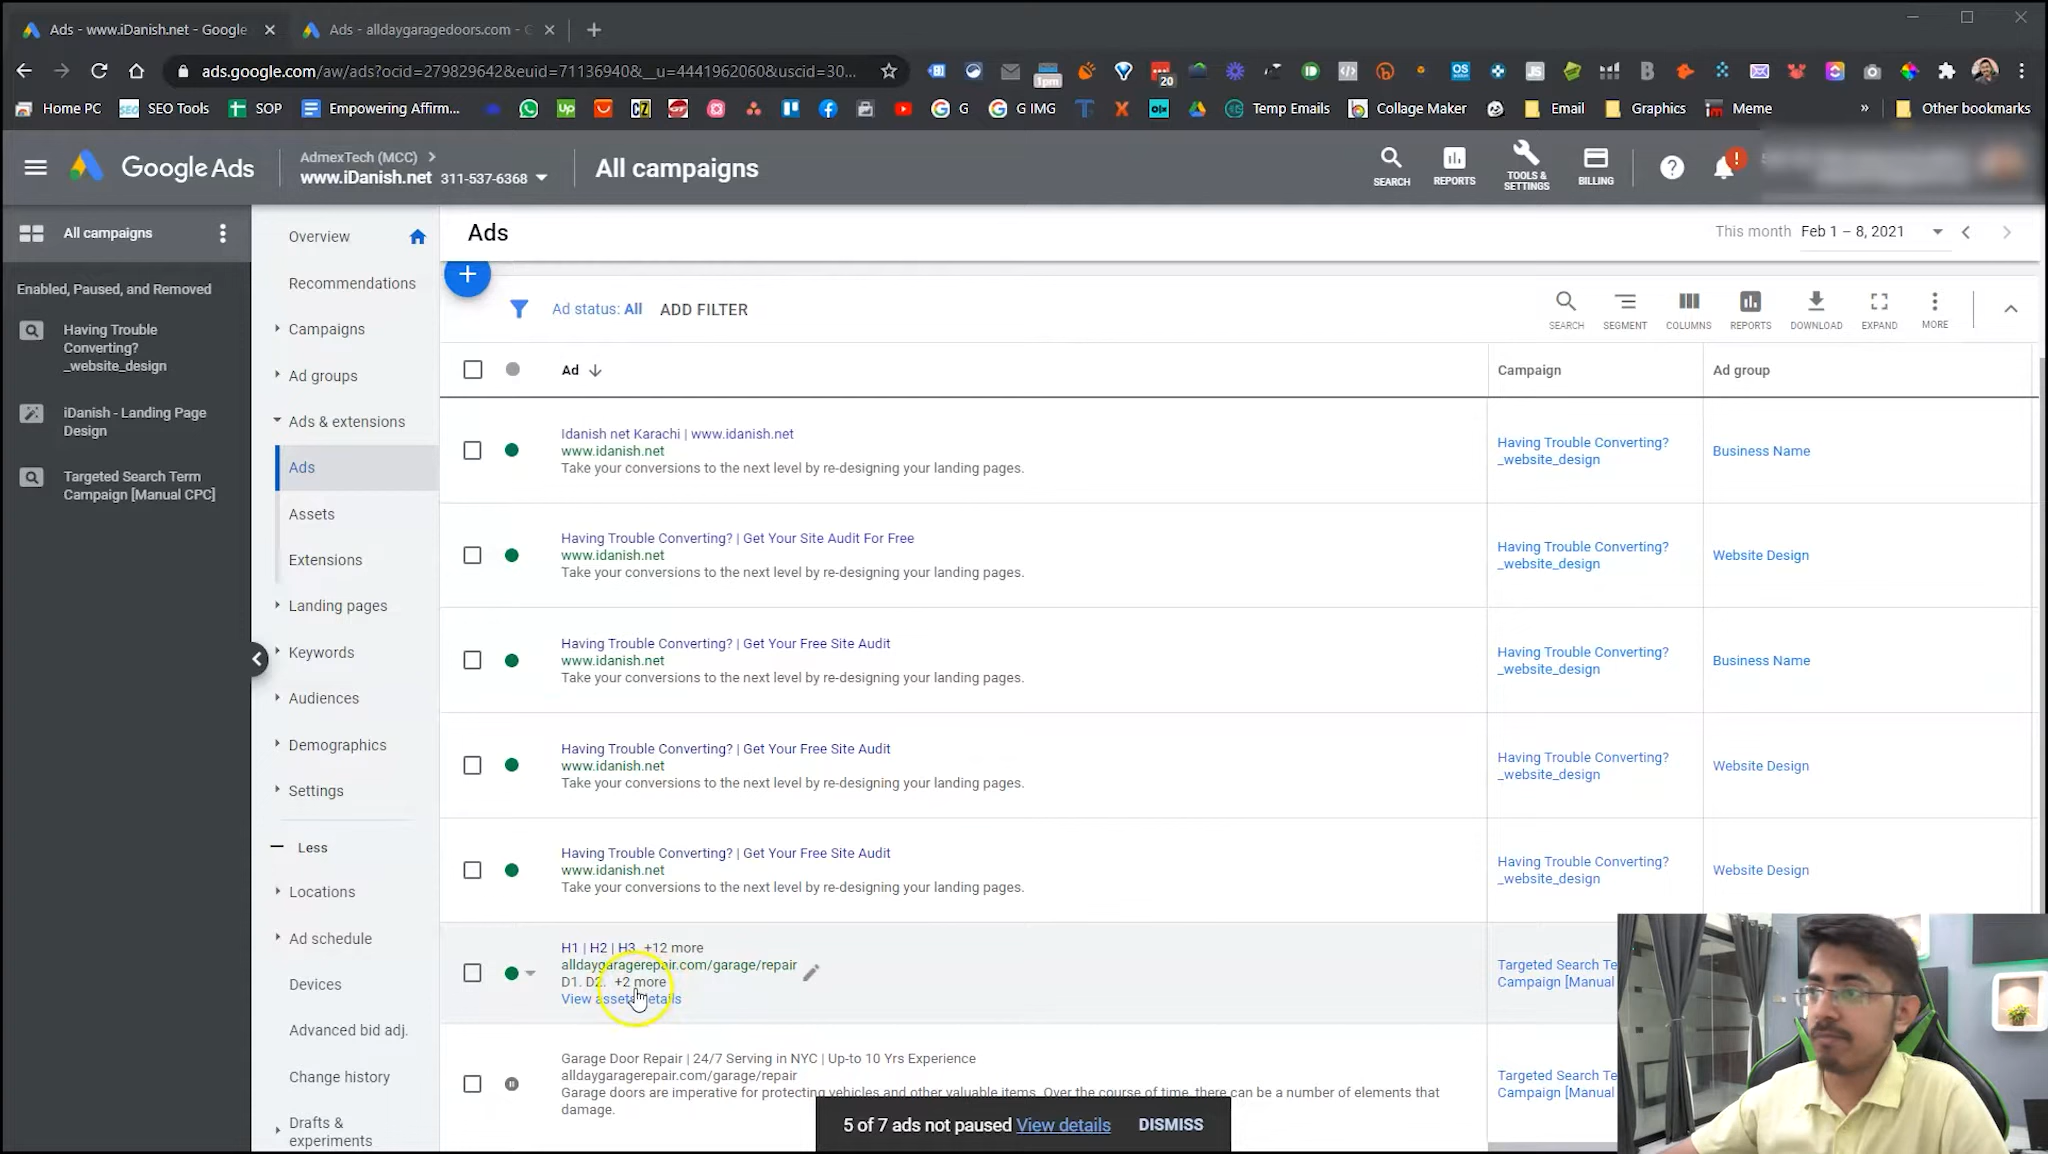 Ads - www.iDanish.net - Google
Ads - alldaygaragedoors.com - G
ads.google.com/aw/ads?ocid=279829642&euid=71136940&__u=4441962060&uscid=30...
1pm
20
Home PC
SEO Tools
SOP
Empowering Affirm...
G
G IMG
Temp Emails
Collage Maker
Email
Graphics
Meme
»
Other bookmarks
Google Ads
AdmexTech (MCC) >
www.iDanish.net 311-537-6368
All campaigns
SEARCH
REPORTS
TOOLS & SETTINGS
BILLING
All campaigns
Enabled, Paused, and Removed
Having Trouble
Converting?
_website_design
iDanish - Landing Page
Design
Targeted Search Term
Campaign [Manual CPC]
Overview
Recommendations
Campaigns
Ad groups
Ads & extensions
Ads
Assets
Extensions
Landing pages
Keywords
Audiences
Demographics
Settings
Less
Locations
Ad schedule
Devices
Advanced bid adj.
Change history
Drafts &
experiments
Ads
This month Feb 1 – 8, 2021
Ad status: All ADD FILTER
SEARCH
SEGMENT
COLUMNS
REPORTS
DOWNLOAD
EXPAND
MORE
Ad
Campaign
Ad group
Idanish net Karachi | www.idanish.net
www.idanish.net
Take your conversions to the next level by re-designing your landing pages.
Having Trouble Converting?
_website_design
Business Name
Having Trouble Converting? | Get Your Site Audit For Free
www.idanish.net
Take your conversions to the next level by re-designing your landing pages.
Having Trouble Converting?
_website_design
Website Design
Having Trouble Converting? | Get Your Free Site Audit
www.idanish.net
Take your conversions to the next level by re-designing your landing pages.
Having Trouble Converting?
_website_design
Business Name
Having Trouble Converting? | Get Your Free Site Audit
www.idanish.net
Take your conversions to the next level by re-designing your landing pages.
Having Trouble Converting?
_website_design
Website Design
Having Trouble Converting? | Get Your Free Site Audit
www.idanish.net
Take your conversions to the next level by re-designing your landing pages.
Having Trouble Converting?
_website_design
Website Design
H1 | H2 | H3 +12 more
alldaygaragerepair.com/garage/repair
D1. D2. +2 more
View assets details
Targeted Search Te
Campaign [Manual
Garage Door Repair | 24/7 Serving in NYC | Up-to 10 Yrs Experience
alldaygaragerepair.com/garage/repair
Garage doors are imperative for protecting vehicles and other valuable items. Over the course of time, there can be a number of elements that
damage.
Targeted Search Te
Campaign [Manual
5 of 7 ads not paused View details DISMISS